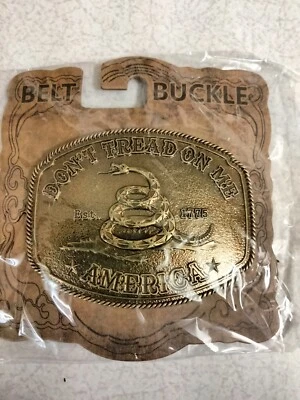 BELT BUCKLE
DON'T TREAD ON ME
Est. 1775
★ AMERICA ★